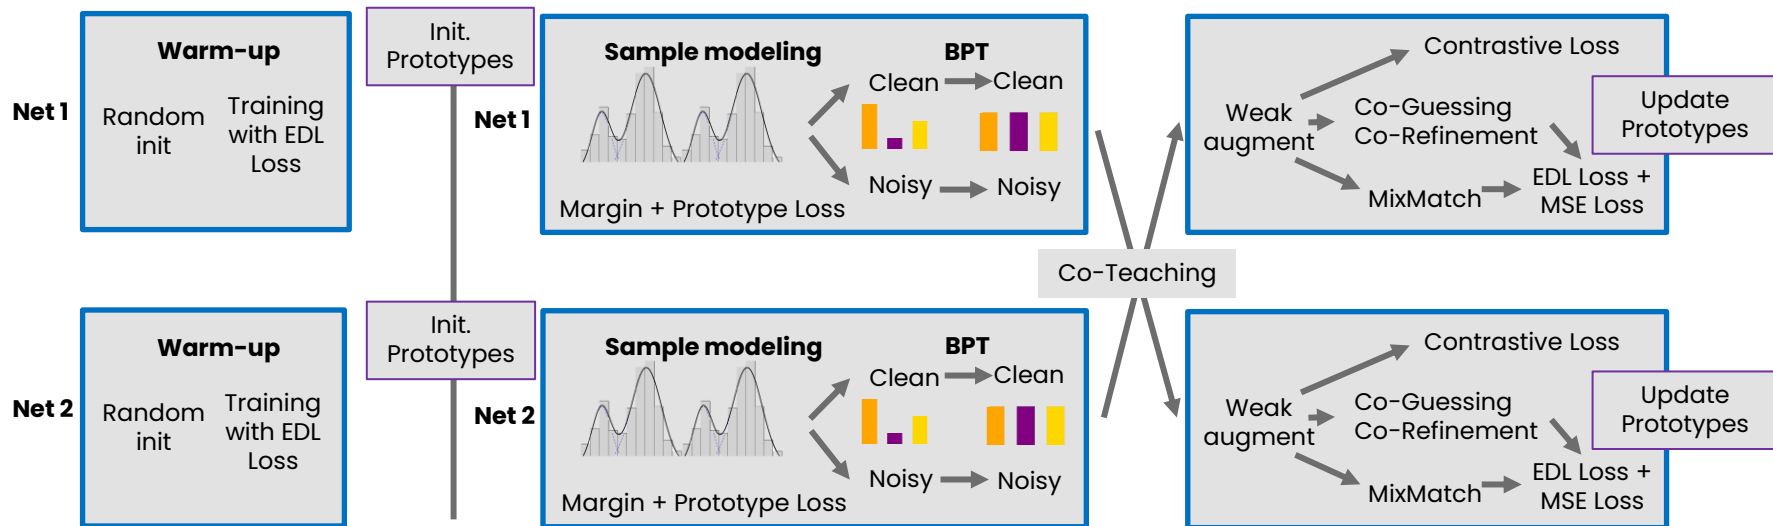 Net 1
Warm-up
Random
init
Training
with EDL
Loss
Init.
Prototypes
Net 1
Sample modeling
BPT
Clean
Clean
Noisy
Noisy
Margin + Prototype Loss
Co-Teaching
Weak
augment
Contrastive Loss
Co-Guessing
Co-Refinement
MixMatch
EDL Loss +
MSE Loss
Update
Prototypes
Net 2
Warm-up
Random
init
Training
with EDL
Loss
Init.
Prototypes
Net 2
Sample modeling
BPT
Clean
Clean
Noisy
Noisy
Margin + Prototype Loss
Weak
augment
Contrastive Loss
Co-Guessing
Co-Refinement
MixMatch
EDL Loss +
MSE Loss
Update
Prototypes